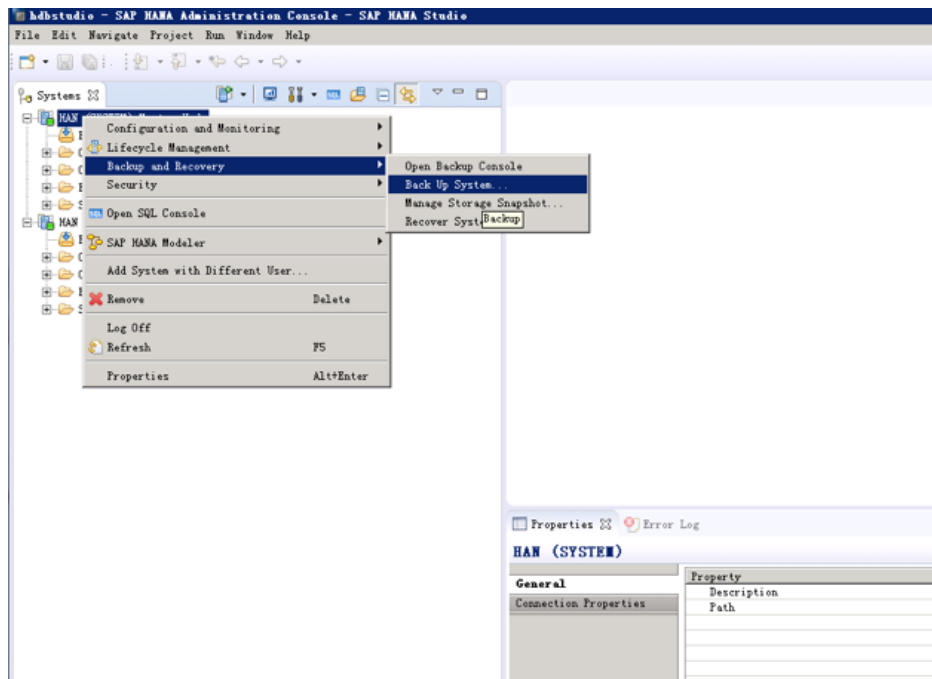 hdbstudio - SAP HANA Administration Console - SAP HANA Studio
File Edit Navigate Project Run Window Help
Systems
HAN (SYSTEM)
Configuration and Monitoring
Lifecycle Management
Backup and Recovery
Open Backup Console
Security
Back Up System...
Manage Storage Snapshot...
Open SQL Console
Recover Syst
Backup
HAN
SAP HANA Modeler
Add System with Different User...
Remove Delete
Log Off
Refresh F5
Properties Alt+Enter
Properties Error Log
HAN (SYSTEM)
General
Property
Description
Connection Properties
Path